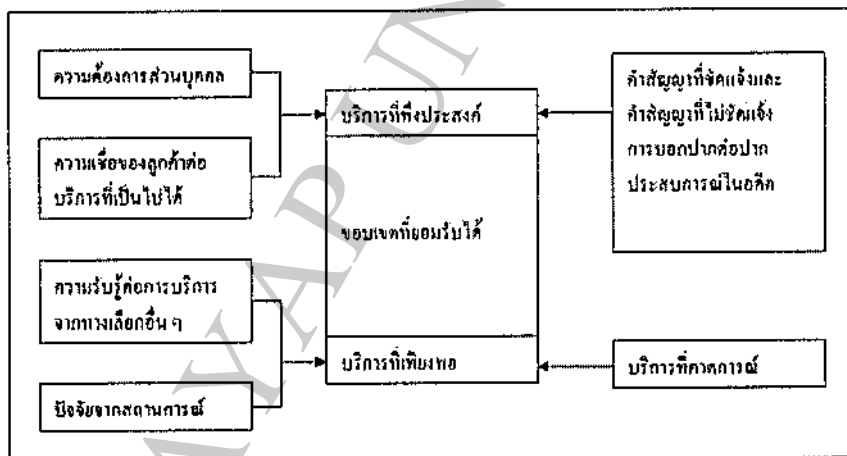 ความต้องการส่วนบุคคล
ความเชื่อของลูกค้าต่อ
บริการที่เป็นไปได้
ความรับรู้ต่อการบริการ
จากทางเลือกอื่น ๆ
ปัจจัยจากสถานการณ์
บริการที่พึงประสงค์
ขอบเขตที่ยอมรับได้
บริการที่เพียงพอ
คำสัญญาที่ชัดแจ้งและ
คำสัญญาที่ไม่ชัดแจ้ง
การบอกปากต่อปาก
ประสบการณ์ในอดีต
บริการที่คาดการณ์
AYAP UN